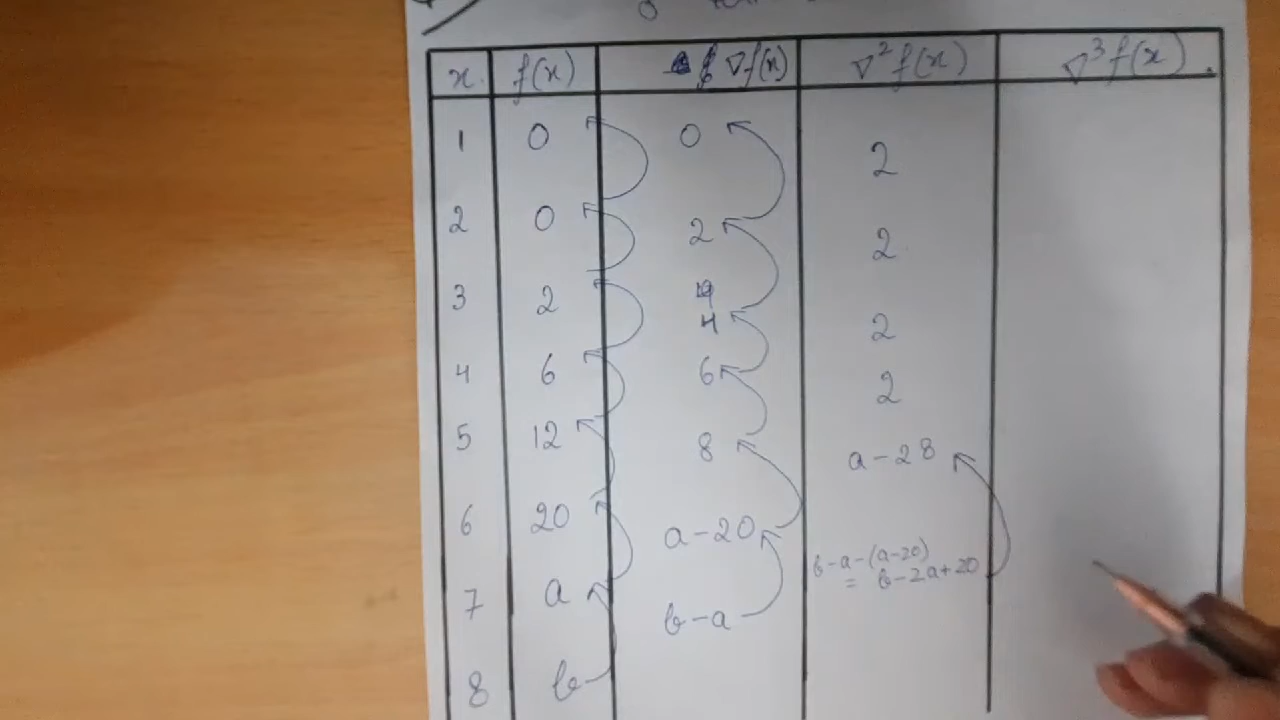 x f(x) ∇f(x) ∇²f(x) ∇³f(x)
1 0 0 2
2 0 2 2
3 2 4 2
4 6 6 2
5 12 8 a-28
6 20 a-20 b-a-(a-20)
= b-2a+20
7 a b-a
8 b